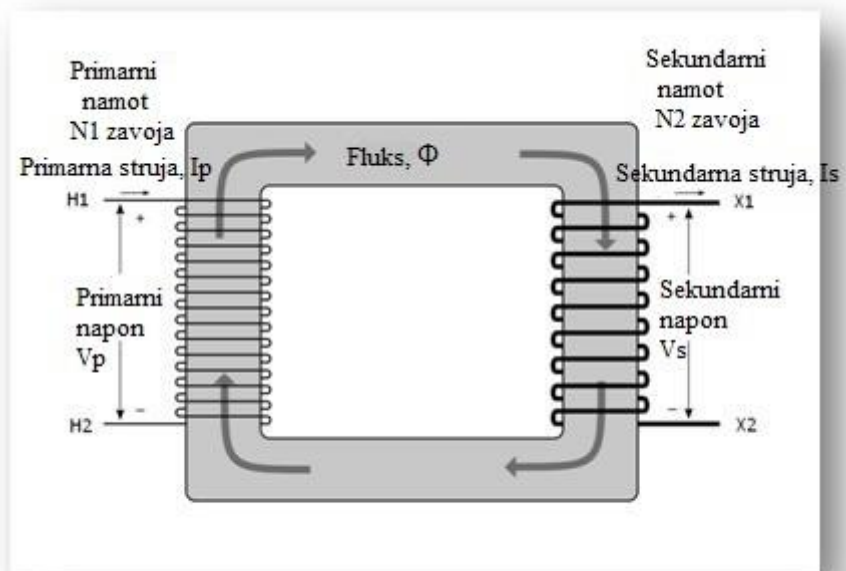 Primarni
namot
N1 zavoja
Primarna struja, Ip
H1
+
Primarni
napon
Vp
−
H2
Fluks, Φ
Sekundarni
namot
N2 zavoja
Sekundarna struja, Is
X1
+
Sekundarni
napon
Vs
−
X2